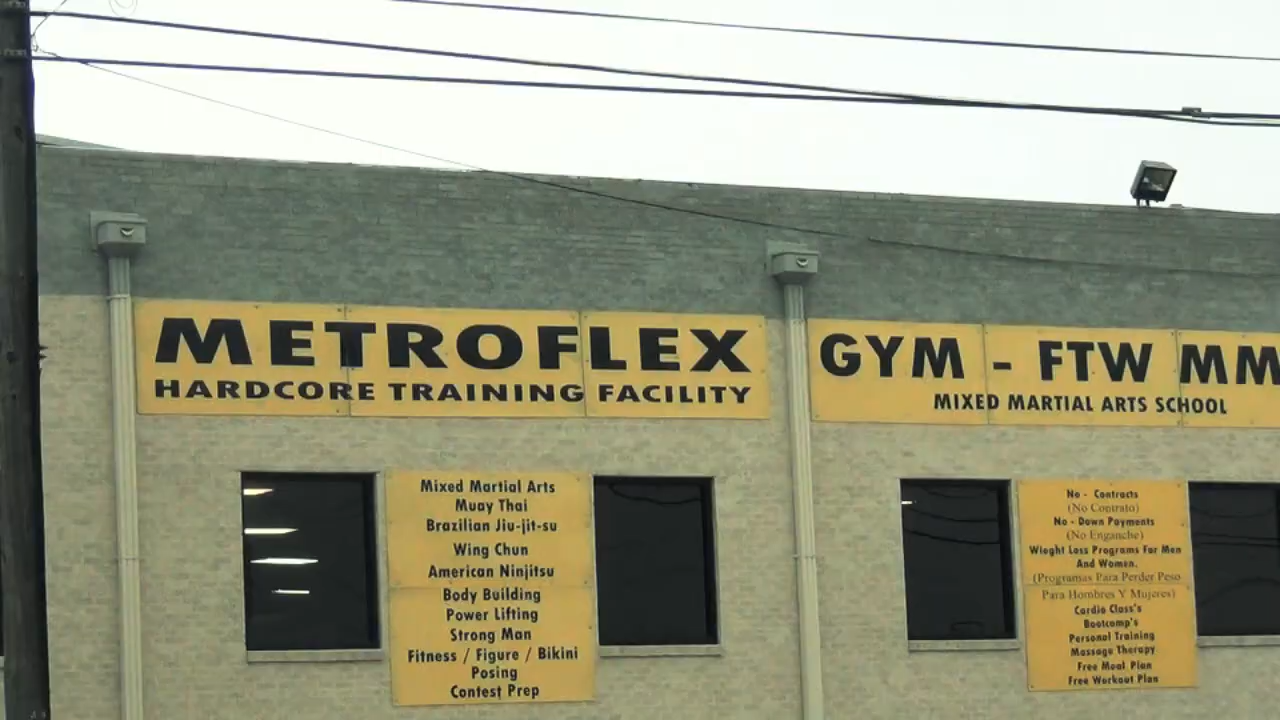 METROFLEX
HARDCORE TRAINING FACILITY
GYM - FTW MM
MIXED MARTIAL ARTS SCHOOL
Mixed Martial Arts
Muay Thai
Brazilian Jiu-jit-su
Wing Chun
American Ninjitsu
Body Building
Power Lifting
Strong Man
Fitness / Figure / Bikini
Posing
Contest Prep
No - Contracts
(No Contrato)
No - Down Payments
(No Enganche)
Wieght Loss Programs For Men
And Women.
(Programas Para Perder Peso
Para Hombres Y Mujeres)
Cardio Class's
Bootcamp's
Personal Training
Massage Therapy
Free Meal Plan
Free Workout Plan